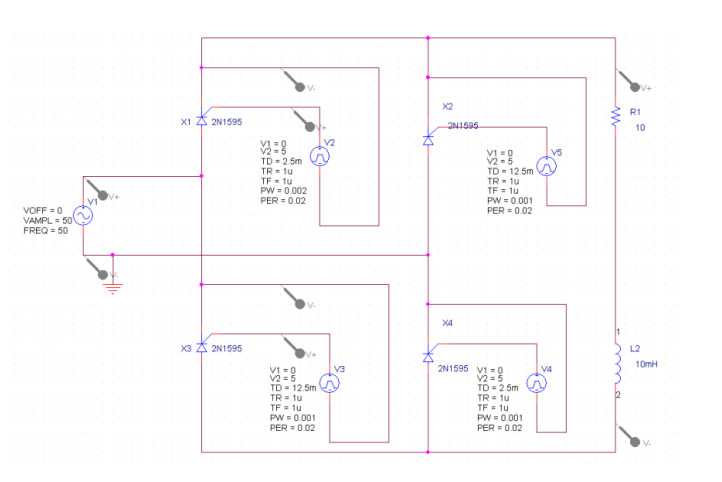 V-
V+
X1
2N1595
V+
V2
V1 = 0
V2 = 5
TD = 2.5m
TR = 1u
TF = 1u
PW = 0.002
PER = 0.02
X2
2N1595
V5
V1 = 0
V2 = 5
TD = 12.5m
TR = 1u
TF = 1u
PW = 0.001
PER = 0.02
R1
10
V+
V1
VOFF = 0
VAMPL = 50
FREQ = 50
V-
V-
X3
2N1595
V+
V3
V1 = 0
V2 = 5
TD = 12.5m
TR = 1u
TF = 1u
PW = 0.001
PER = 0.02
X4
2N1595
V4
V1 = 0
V2 = 5
TD = 2.5m
TR = 1u
TF = 1u
PW = 0.001
PER = 0.02
1
L2
10mH
2
V-